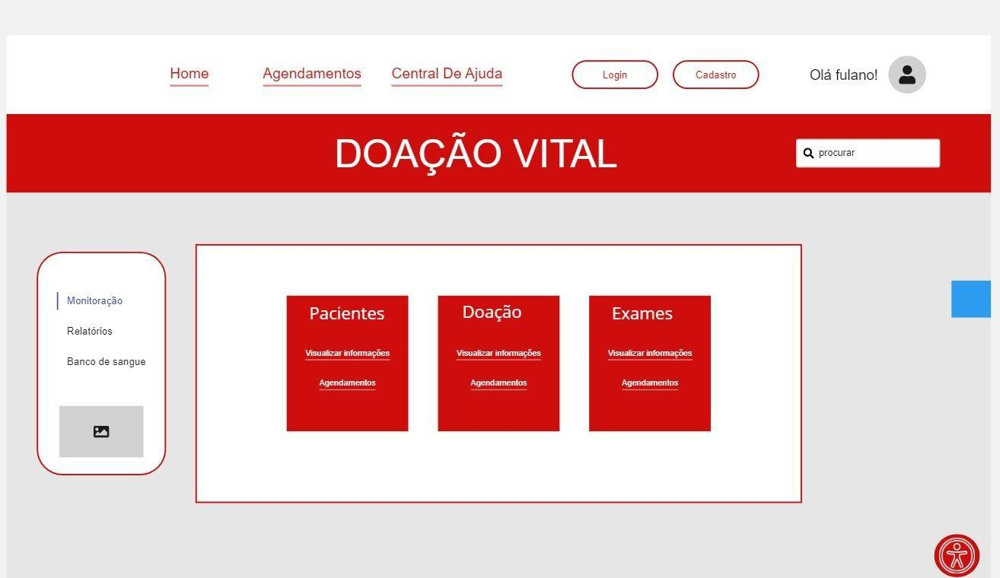 Home Agendamentos Central De Ajuda Login Cadastro Olá fulano!
DOAÇÃO VITAL
procurar
Monitoração
Relatórios
Banco de sangue
Pacientes
Visualizar informações
Agendamentos
Doação
Visualizar informações
Agendamentos
Exames
Visualizar informações
Agendamentos